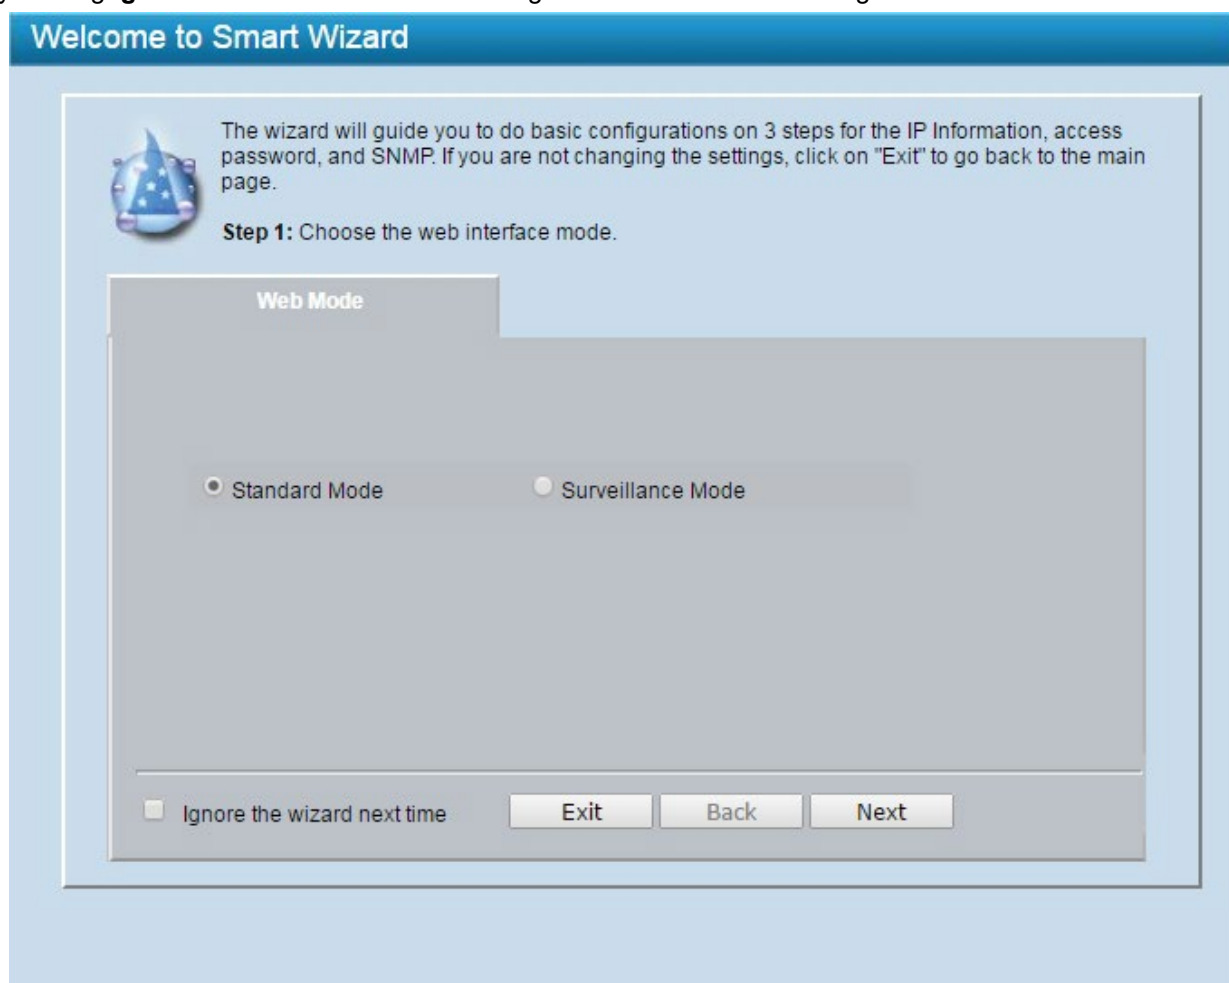 Welcome to Smart Wizard
The wizard will guide you to do basic configurations on 3 steps for the IP Information, access
password, and SNMP. If you are not changing the settings, click on "Exit" to go back to the main
page.
Step 1: Choose the web interface mode.
Web Mode
Standard Mode Surveillance Mode
Ignore the wizard next time Exit Back Next